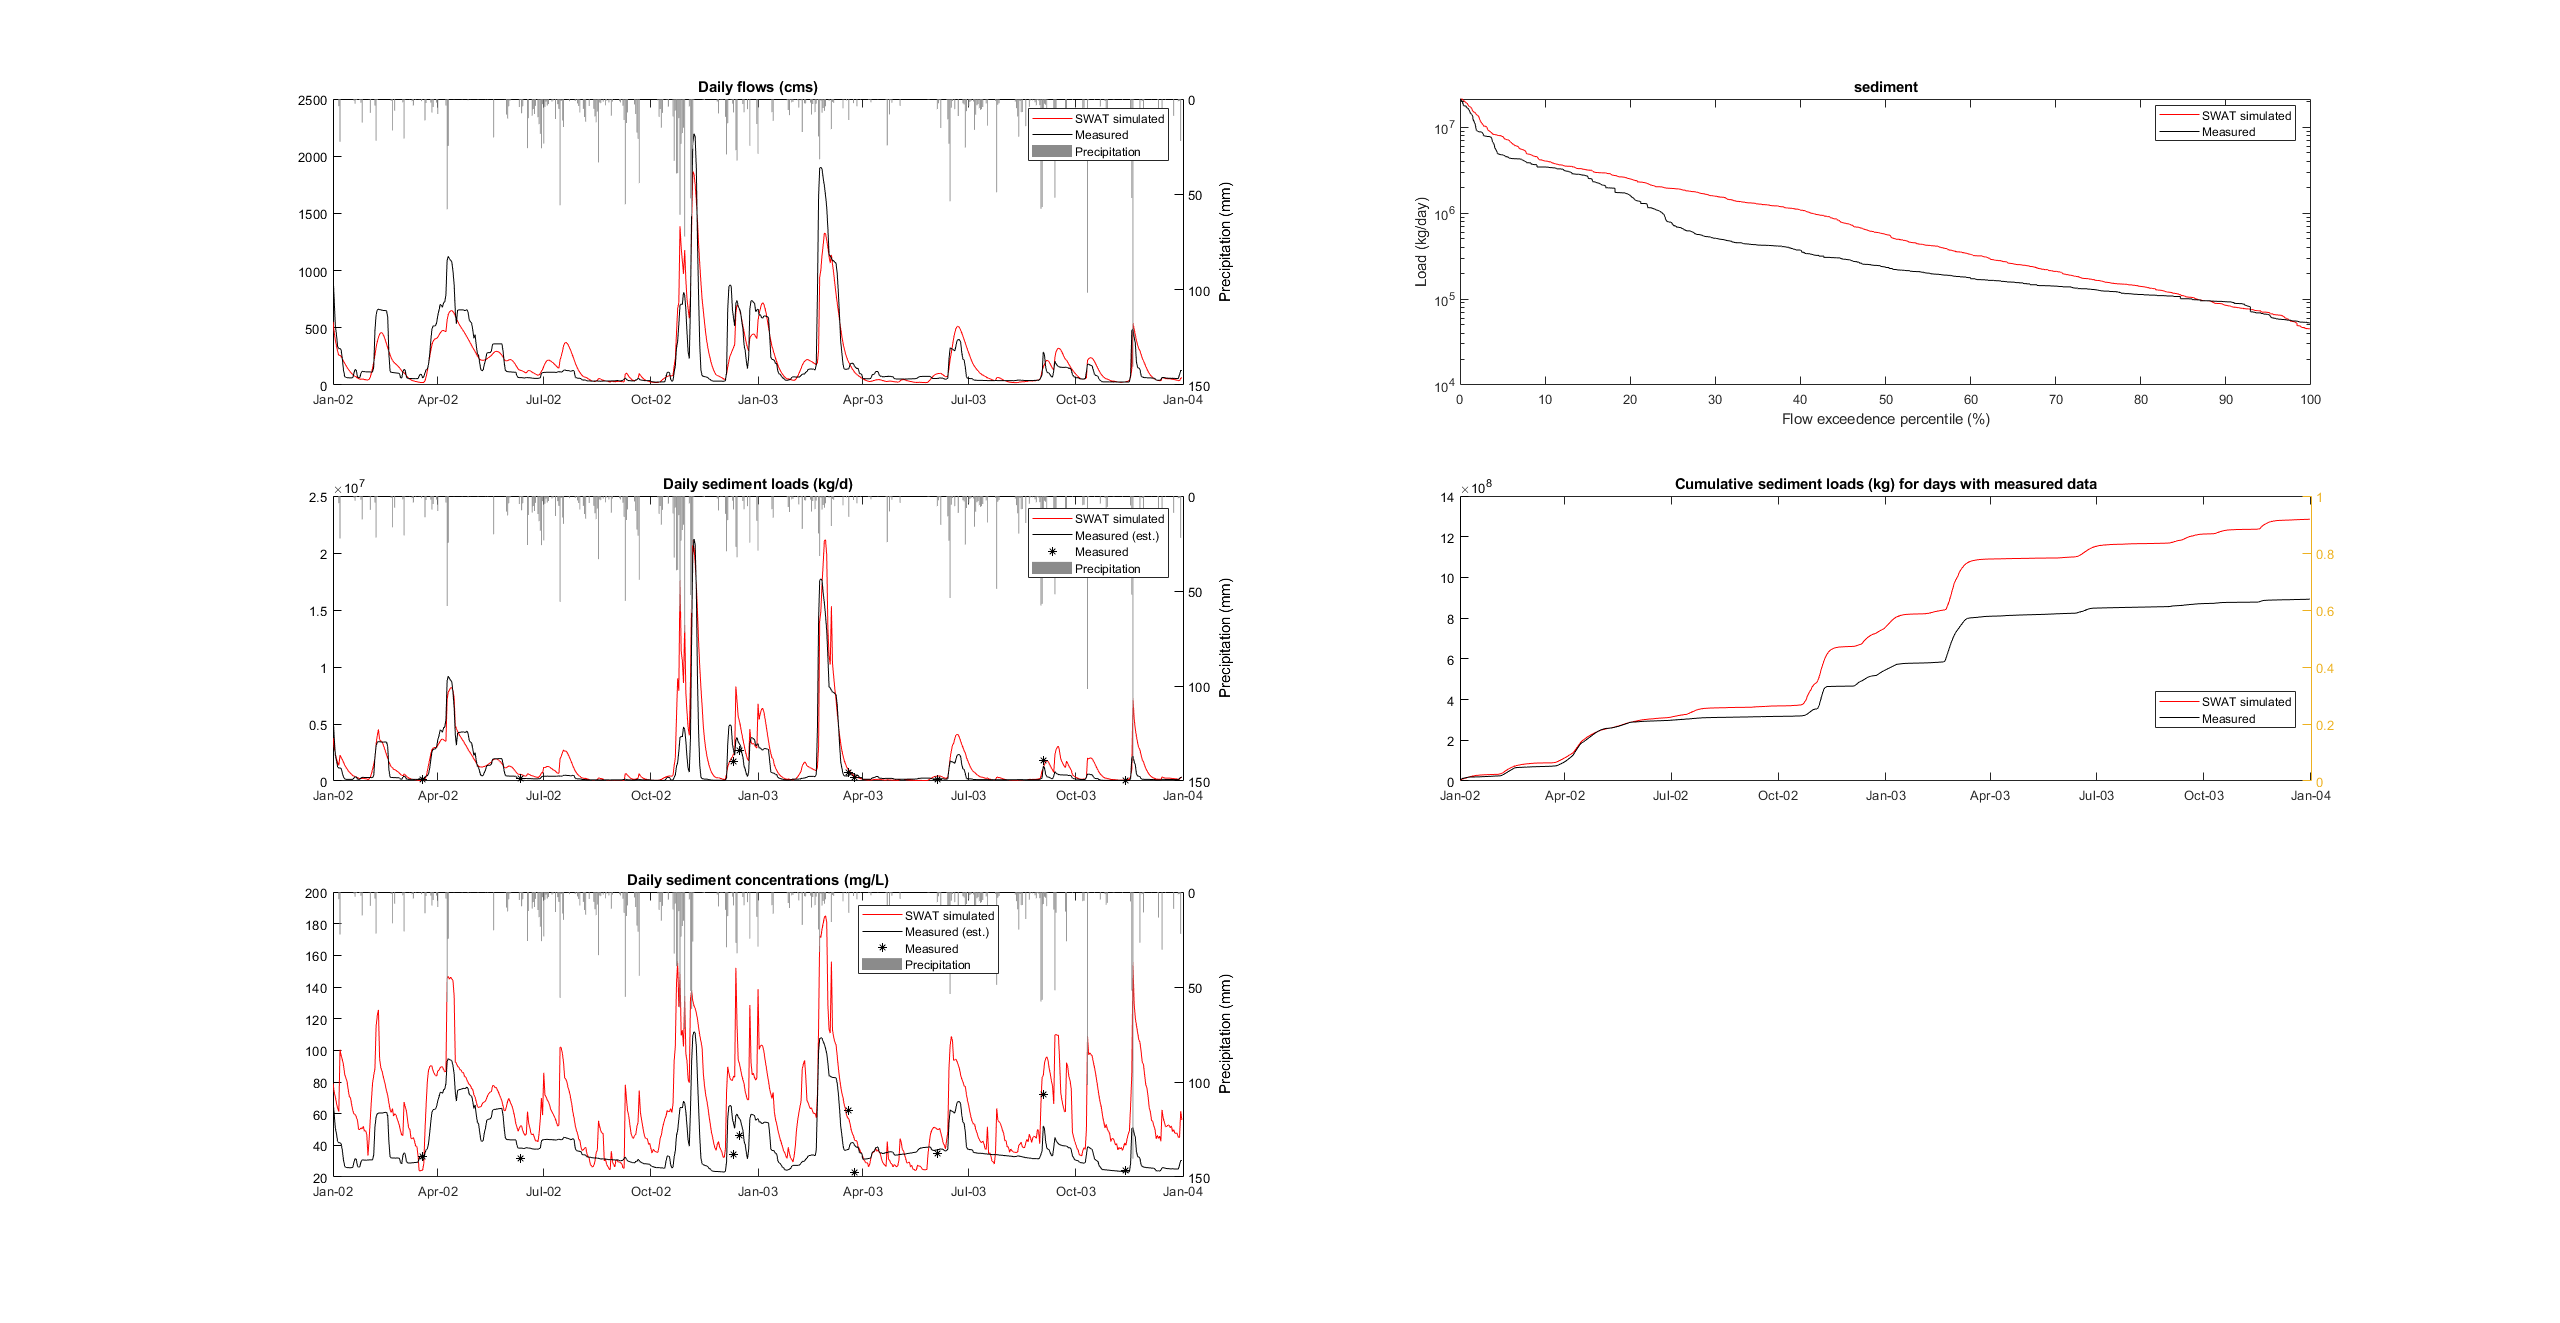 Daily flows (cms)
2500
2000
1500
1000
500
0
0
50
100
150
Precipitation (mm)
SWAT simulated
Measured
Precipitation
Jan-02 Apr-02 Jul-02 Oct-02 Jan-03 Apr-03 Jul-03 Oct-03 Jan-04
sediment
10^7
10^6
10^5
10^4
Load (kg/day)
SWAT simulated
Measured
0 10 20 30 40 50 60 70 80 90 100
Flow exceedence percentile (%)
Daily sediment loads (kg/d)
×10^7
2.5
2
1.5
1
0.5
0
0
50
100
150
Precipitation (mm)
SWAT simulated
Measured (est.)
Measured
Precipitation
Jan-02 Apr-02 Jul-02 Oct-02 Jan-03 Apr-03 Jul-03 Oct-03 Jan-04
Cumulative sediment loads (kg) for days with measured data
×10^8
14
12
10
8
6
4
2
0
1
0.8
0.6
0.4
0.2
0
SWAT simulated
Measured
Jan-02 Apr-02 Jul-02 Oct-02 Jan-03 Apr-03 Jul-03 Oct-03 Jan-04
Daily sediment concentrations (mg/L)
200
180
160
140
120
100
80
60
40
20
0
50
100
150
Precipitation (mm)
SWAT simulated
Measured (est.)
Measured
Precipitation
Jan-02 Apr-02 Jul-02 Oct-02 Jan-03 Apr-03 Jul-03 Oct-03 Jan-04